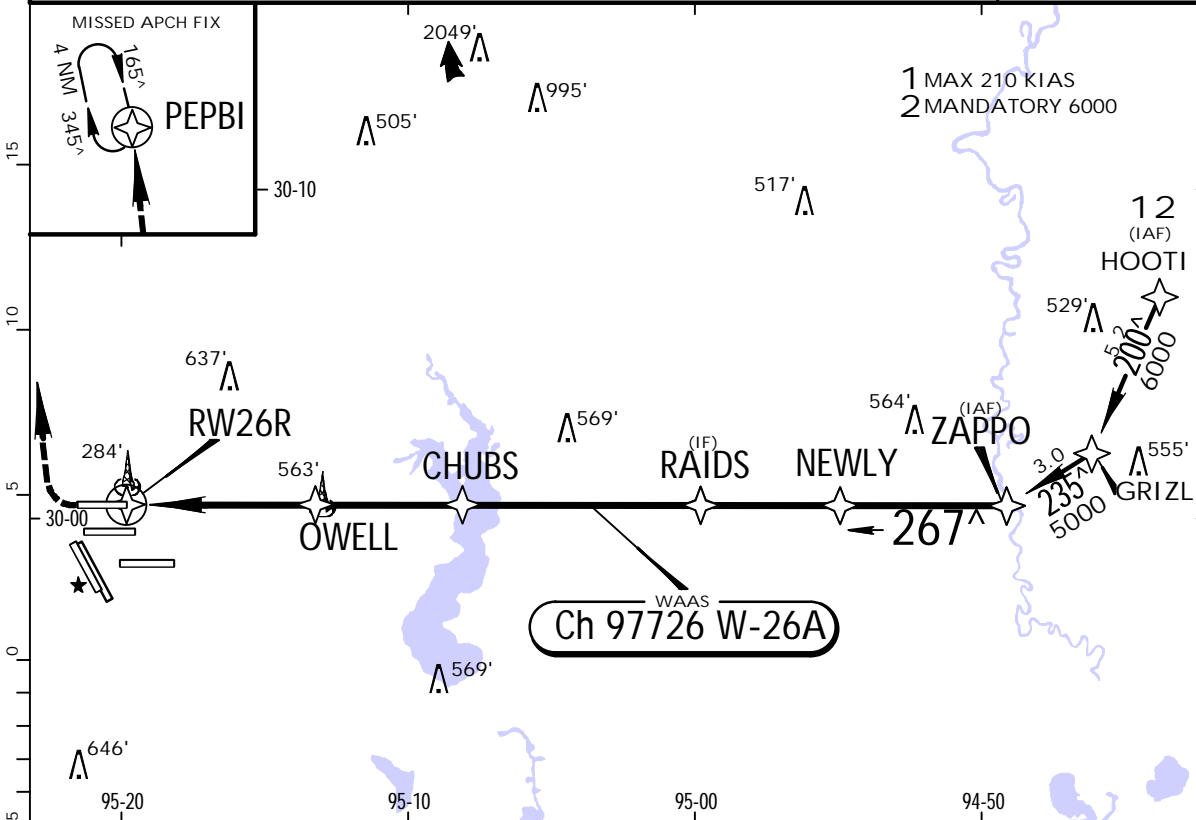 MISSED APCH FIX
4 NM
165^
345^
PEPBI
2049'
995'
505'
1 MAX 210 KIAS
2 MANDATORY 6000
15
30-10
517'
12
(IAF)
HOOTI
10
529'
5.2
200^
6000
637'
RW26R
569'
564'
(IAF)
ZAPPO
284'
563'
CHUBS
(IF)
RAIDS
NEWLY
3.0
235^
5000
555'
GRIZL
5
30-00
OWELL
267^
WAAS
Ch 97726 W-26A
0
569'
646'
5
95-20
95-10
95-00
94-50